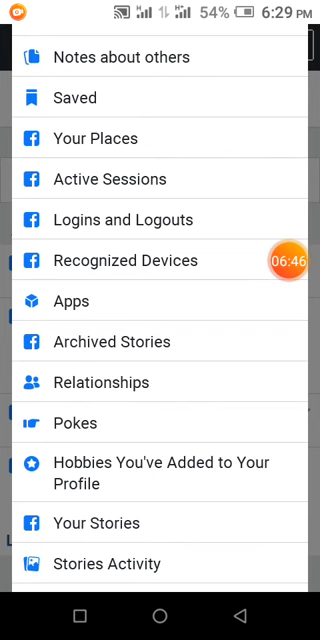 54% 6:29 PM
Notes about others
Saved
Your Places
Active Sessions
Logins and Logouts
Recognized Devices
06:46
Apps
Archived Stories
Relationships
Pokes
Hobbies You've Added to Your
Profile
Your Stories
Stories Activity